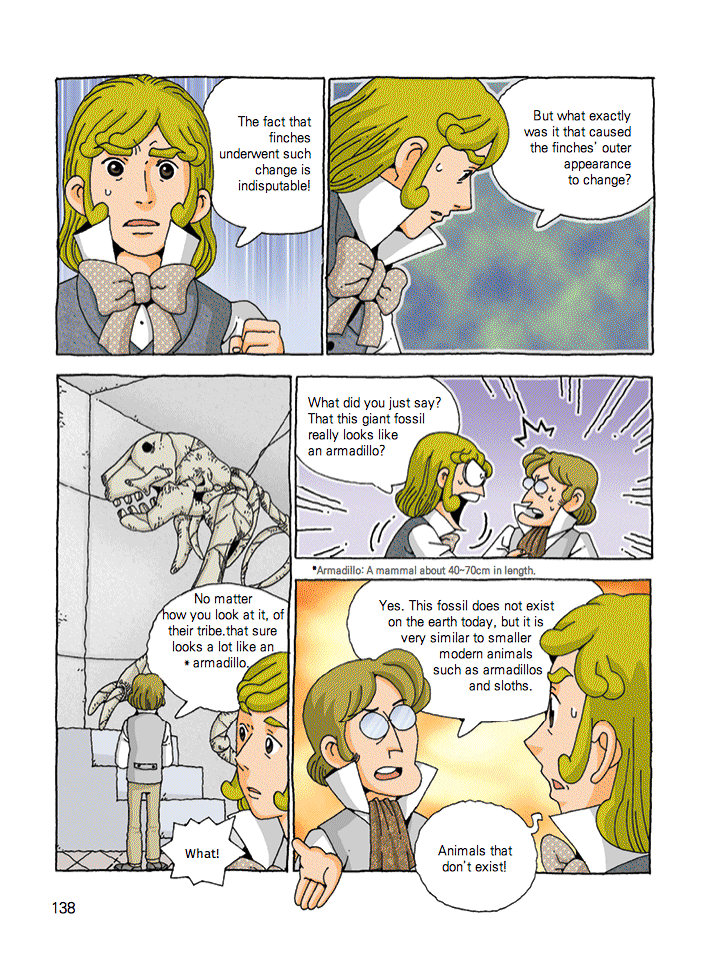 The fact that
finches
underwent such
change is
indisputable!
But what exactly
was it that caused
the finches' outer
appearance
to change?
No matter
how you look at it, of
their tribe.that sure
looks a lot like an
* armadillo.
What!
What did you just say?
That this giant fossil
really looks like
an armadillo?
*Armadillo: A mammal about 40~70cm in length.
Yes. This fossil does not exist
on the earth today, but it is
very similar to smaller
modern animals
such as armadillos
and sloths.
Animals that
don't exist!
138